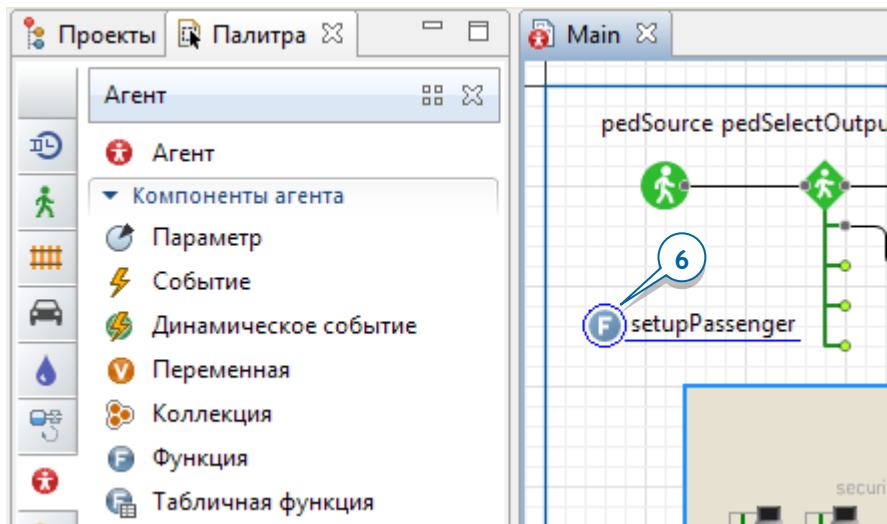 Проекты
Палитра
Main
Агент
Агент
Компоненты агента
Параметр
Событие
Динамическое событие
Переменная
Коллекция
Функция
Табличная функция
pedSource pedSelectOutpu
6
F setupPassenger
securi